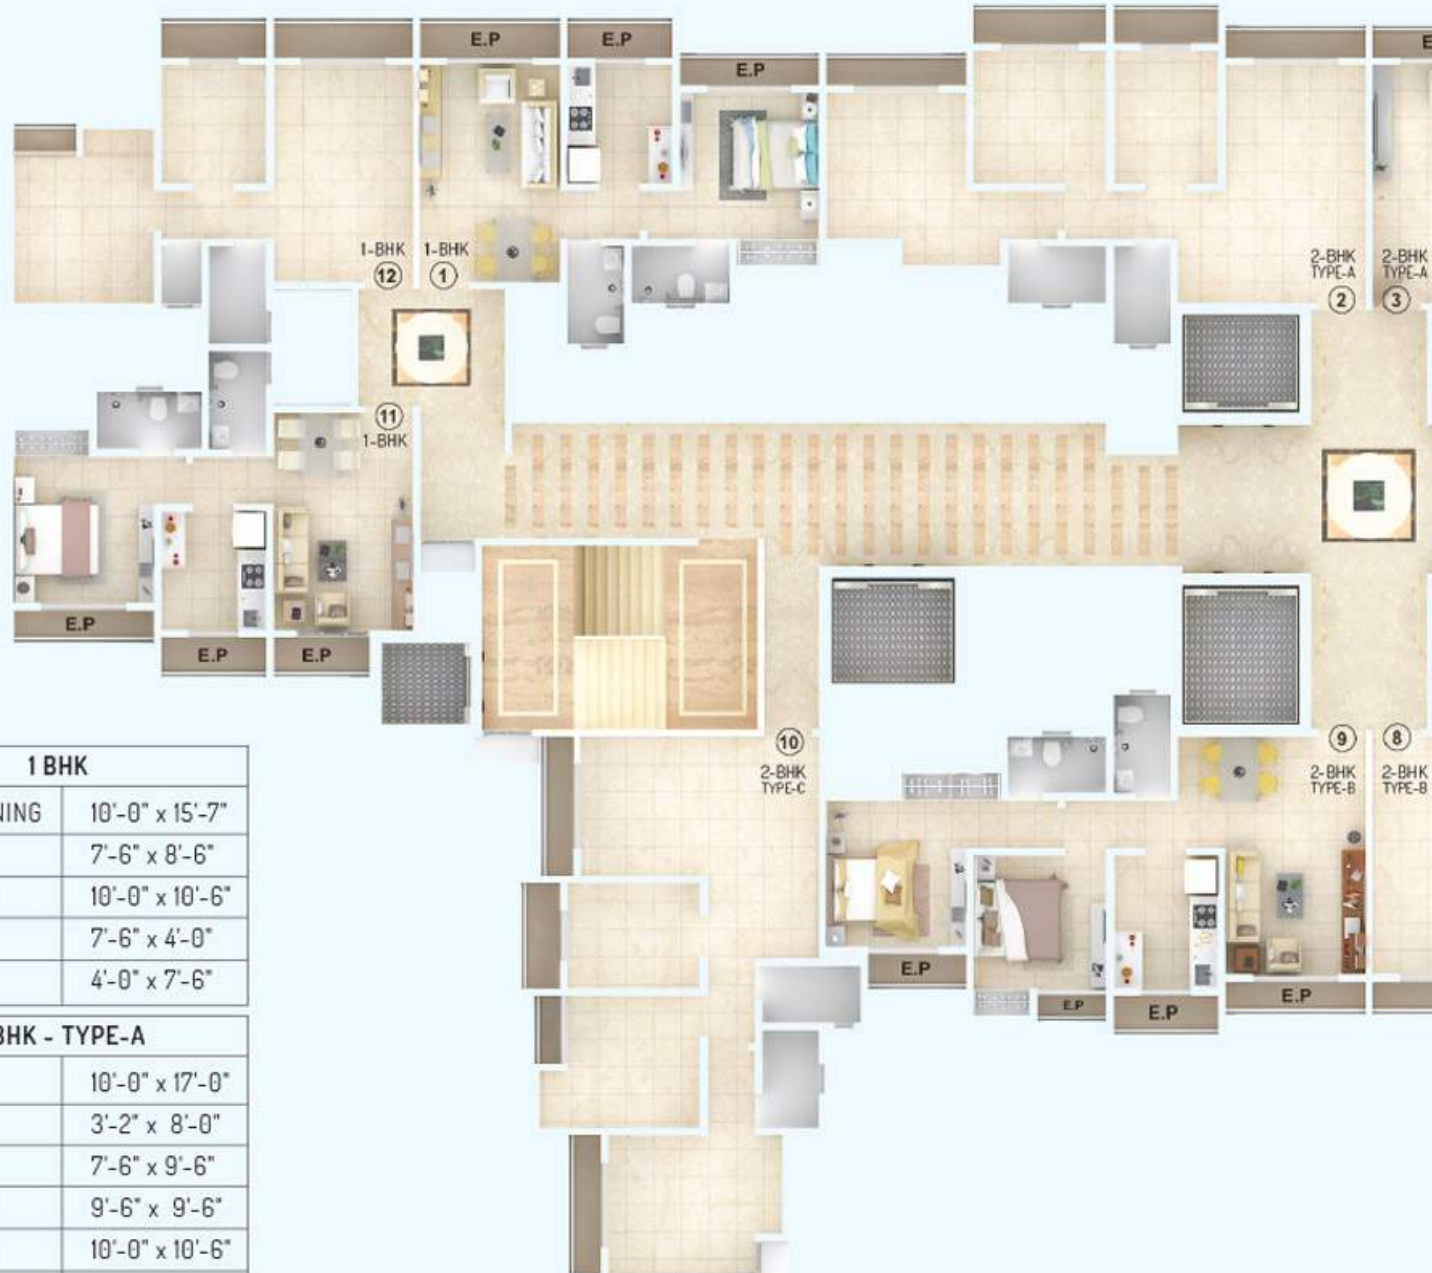 E.P
E.P
E.P
E
1-BHK
12
1-BHK
1
2-BHK
TYPE-A
2
2-BHK
TYPE-A
3
11
1-BHK
E.P
E.P
E.P
10
2-BHK
TYPE-C
9
2-BHK
TYPE-B
8
2-BHK
TYPE-B
E.P
E.P
E.P
E.P
1 BHK
NING 10'-0" x 15'-7"
7'-6" x 8'-6"
10'-0" x 10'-6"
7'-6" x 4'-0"
4'-0" x 7'-6"
BHK - TYPE-A
10'-0" x 17'-0"
3'-2" x 8'-0"
7'-6" x 9'-6"
9'-6" x 9'-6"
10'-0" x 10'-6"